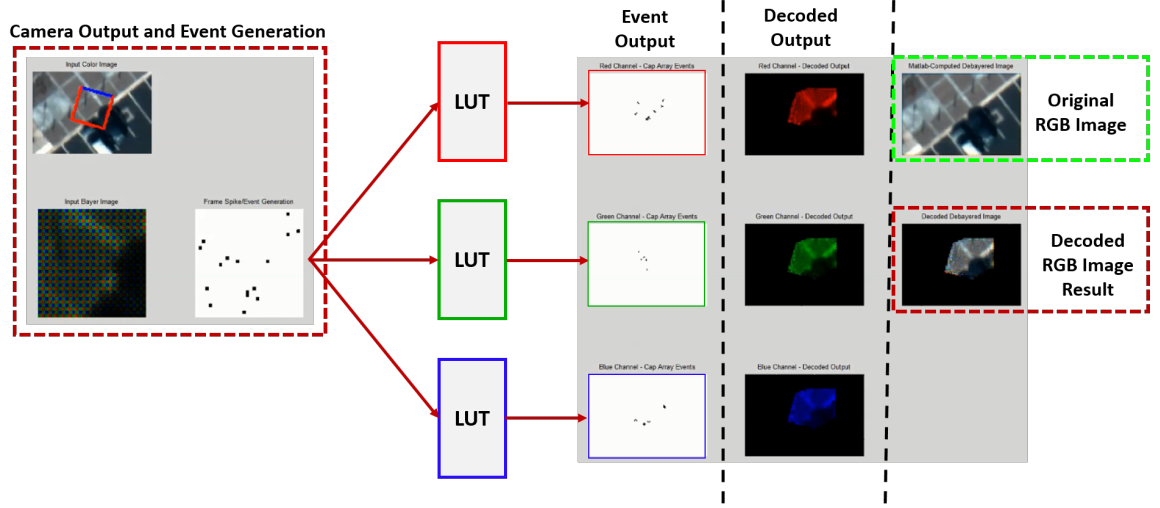 Camera Output and Event Generation
Input Color Image
Input Bayer Image
Frame Spike/Event Generation
LUT
LUT
LUT
Event
Output
Red Channel - Cap Array Events
Green Channel - Cap Array Events
Blue Channel - Cap Array Events
Decoded
Output
Red Channel - Decoded Output
Green Channel - Decoded Output
Blue Channel - Decoded Output
Matlab-Computed Debayered Image
Original
RGB Image
Decoded Debayered Image
Decoded
RGB Image
Result